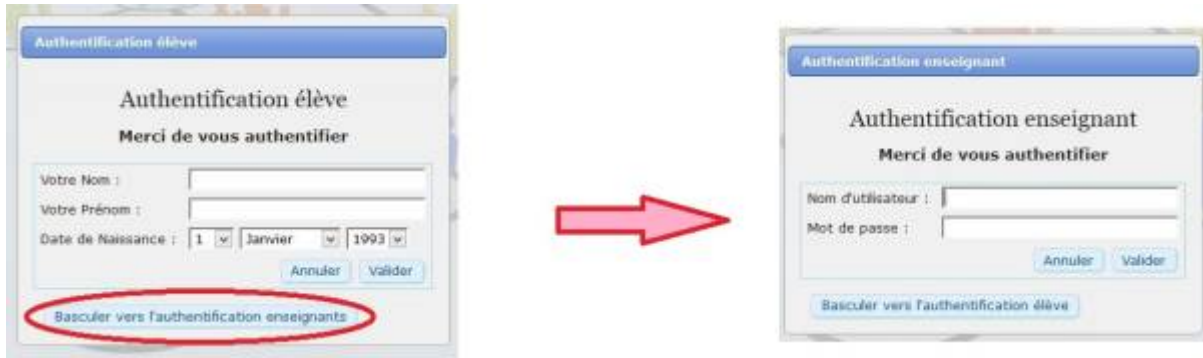 Authentification élève
Authentification élève
Merci de vous authentifier
Votre Nom :
Votre Prénom :
Date de Naissance : 1 Janvier 1993
Annuler Valider
Basculer vers l'authentification enseignants
Authentification enseignant
Authentification enseignant
Merci de vous authentifier
Nom d'utilisateur :
Mot de passe :
Annuler Valider
Basculer vers l'authentification élève